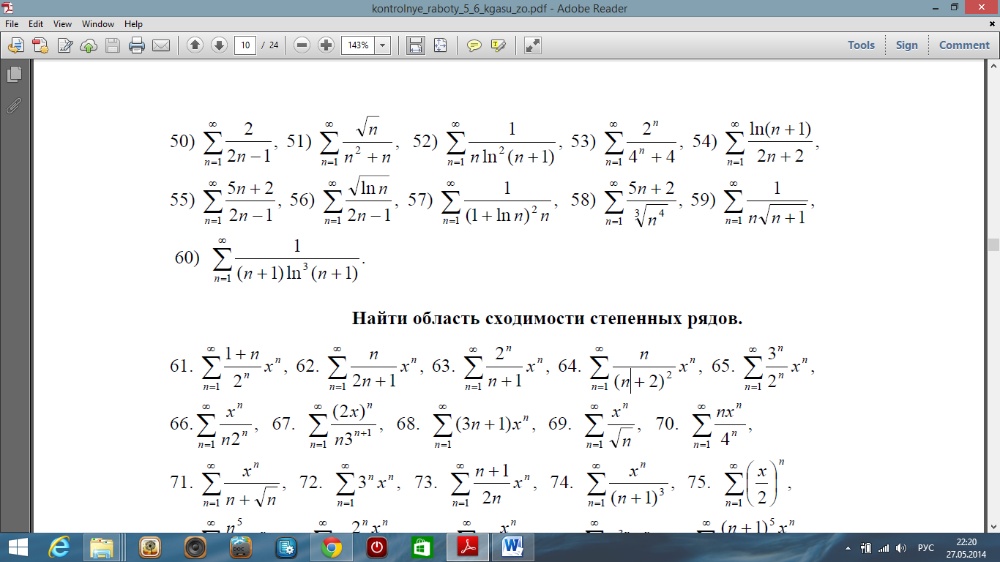 kontrolnye_raboty_5_6_kgasu_zo.pdf - Adobe Reader
File Edit View Window Help
10 / 24 143% Tools Sign Comment
50) $\sum_{n=1}^{\infty}\frac{2}{2n-1}$, 51) $\sum_{n=1}^{\infty}\frac{\sqrt{n}}{n^2+n}$, 52) $\sum_{n=1}^{\infty}\frac{1}{n\ln^2(n+1)}$, 53) $\sum_{n=1}^{\infty}\frac{2^n}{4^n+4}$, 54) $\sum_{n=1}^{\infty}\frac{\ln(n+1)}{2n+2}$,
55) $\sum_{n=1}^{\infty}\frac{5n+2}{2n-1}$, 56) $\sum_{n=1}^{\infty}\frac{\sqrt{\ln n}}{2n-1}$, 57) $\sum_{n=1}^{\infty}\frac{1}{(1+\ln n)^2 n}$, 58) $\sum_{n=1}^{\infty}\frac{5n+2}{\sqrt[3]{n^4}}$, 59) $\sum_{n=1}^{\infty}\frac{1}{n\sqrt{n+1}}$,
60) $\sum_{n=1}^{\infty}\frac{1}{(n+1)\ln^3(n+1)}$.
Найти область сходимости степенных рядов.
61. $\sum_{n=1}^{\infty}\frac{1+n}{2^n}x^n$, 62. $\sum_{n=1}^{\infty}\frac{n}{2n+1}x^n$, 63. $\sum_{n=1}^{\infty}\frac{2^n}{n+1}x^n$, 64. $\sum_{n=1}^{\infty}\frac{n}{(n+2)^2}x^n$, 65. $\sum_{n=1}^{\infty}\frac{3^n}{2^n}x^n$,
66. $\sum_{n=1}^{\infty}\frac{x^n}{n2^n}$, 67. $\sum_{n=1}^{\infty}\frac{(2x)^n}{n3^{n+1}}$, 68. $\sum_{n=1}^{\infty}(3n+1)x^n$, 69. $\sum_{n=1}^{\infty}\frac{x^n}{\sqrt{n}}$, 70. $\sum_{n=1}^{\infty}\frac{nx^n}{4^n}$,
71. $\sum_{n=1}^{\infty}\frac{x^n}{n+\sqrt{n}}$, 72. $\sum_{n=1}^{\infty}3^n x^n$, 73. $\sum_{n=1}^{\infty}\frac{n+1}{2n}x^n$, 74. $\sum_{n=1}^{\infty}\frac{x^n}{(n+1)^3}$, 75. $\sum_{n=1}^{\infty}\left(\frac{x}{2}\right)^n$,
РУС 22:20
27.05.2014